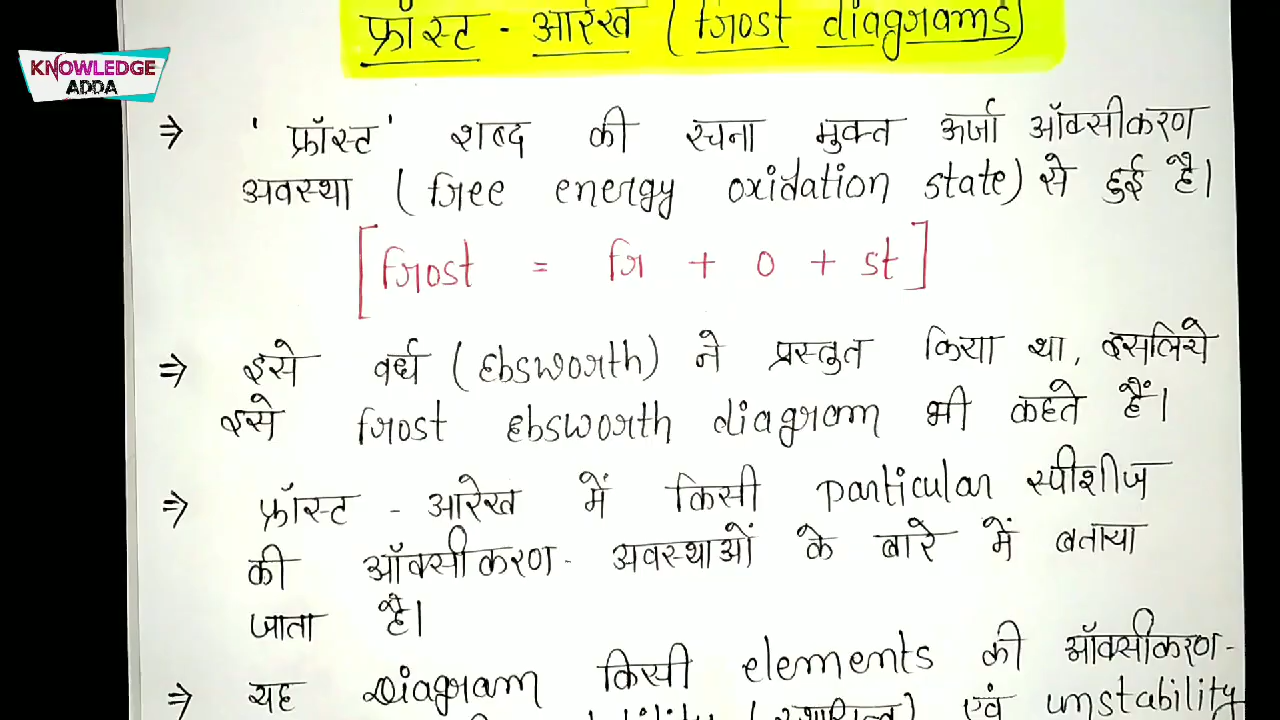 KNOWLEDGE
ADDA
फ्रॉस्ट - आरेख ( frost diagrams)
⇒ ' फ्रॉस्ट ' शब्द की रचना मुक्त ऊर्जा ऑक्सीकरण
अवस्था ( free energy oxidation state) से हुई है।
[frost = fr + o + st]
⇒ इसे वर्थ ( Ebsworth) ने प्रस्तुत किया था, इसलिये
इसे frost Ebsworth diagram भी कहते हैं।
⇒ फ्रॉस्ट - आरेख में किसी particular स्पीशीज
की ऑक्सीकरण - अवस्थाओं के बारे में बताया
जाता है।
⇒ यह Diagram किसी elements की ऑक्सीकरण-
एवं unstability